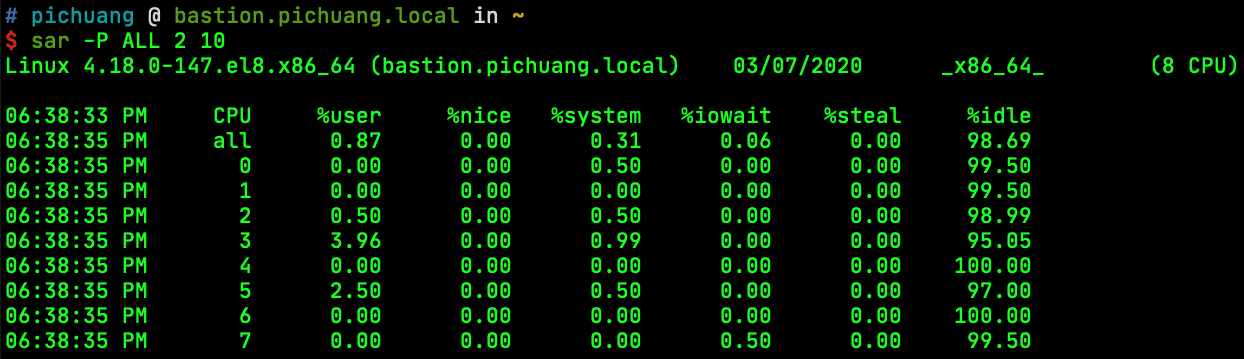 # pichuang @ bastion.pichuang.local in ~
$ sar -P ALL 2 10
Linux 4.18.0-147.el8.x86_64 (bastion.pichuang.local) 03/07/2020 _x86_64_ (8 CPU)
06:38:33 PM CPU %user %nice %system %iowait %steal %idle
06:38:35 PM all 0.87 0.00 0.31 0.06 0.00 98.69
06:38:35 PM 0 0.00 0.00 0.50 0.00 0.00 99.50
06:38:35 PM 1 0.00 0.00 0.00 0.00 0.00 99.50
06:38:35 PM 2 0.50 0.00 0.50 0.00 0.00 98.99
06:38:35 PM 3 3.96 0.00 0.99 0.00 0.00 95.05
06:38:35 PM 4 0.00 0.00 0.00 0.00 0.00 100.00
06:38:35 PM 5 2.50 0.00 0.50 0.00 0.00 97.00
06:38:35 PM 6 0.00 0.00 0.00 0.00 0.00 100.00
06:38:35 PM 7 0.00 0.00 0.00 0.50 0.00 99.50